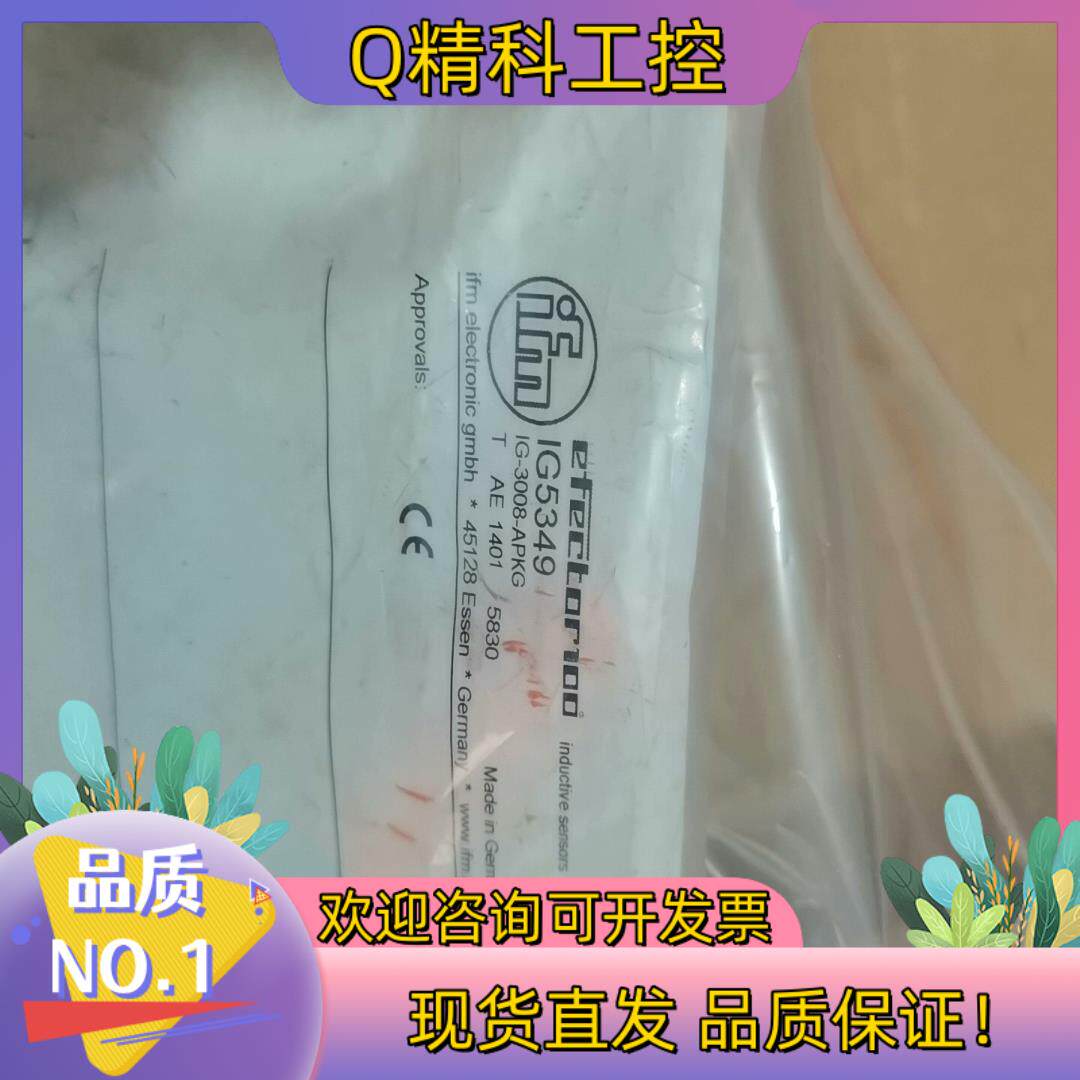 Q精科工控
ifm
efector100
inductive sensors
IG5349
IG-3008-APKG
T AE 1401 5830 Made in Germ
ifm electronic gmbh * 45128 Essen * Germany * www.ifm
Approvals:
CE
品质
NO.1
欢迎咨询可开发票
现货直发 品质保证!